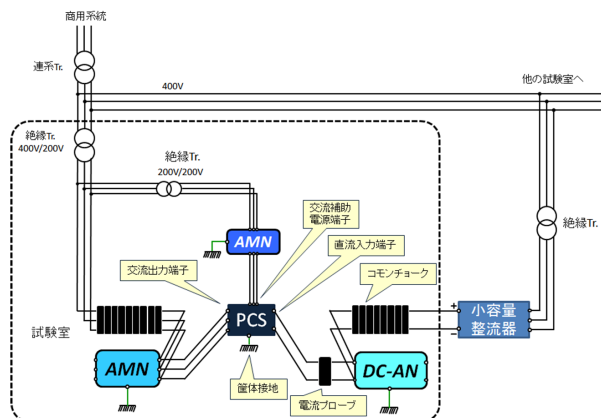 商用系統
連系Tr.
400V
他の試験室へ
絶縁Tr.
400V/200V
絶縁Tr.
200V/200V
交流補助
電源端子
絶縁Tr.
AMN
直流入力端子
交流出力端子
コモンチョーク
試験室
PCS
+
−
小容量
整流器
AMN
DC-AN
筐体接地
電流プローブ